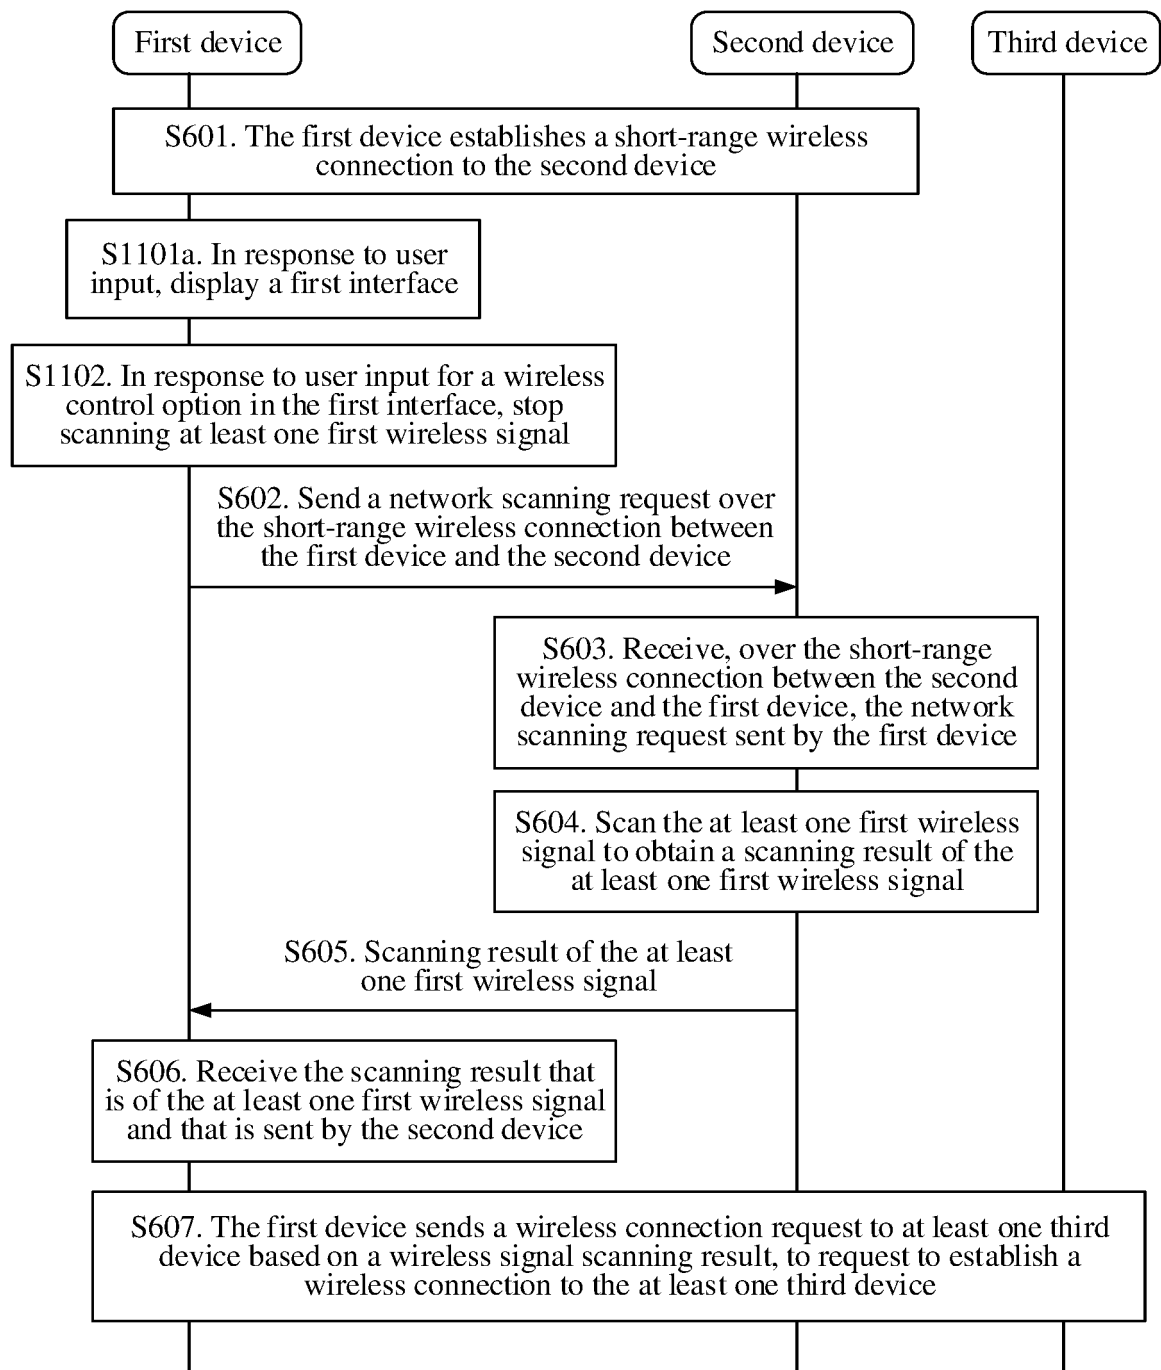 First device
Second device
Third device
S601. The first device establishes a short-range wireless
connection to the second device
S1101a. In response to user
input, display a first interface
S1102. In response to user input for a wireless
control option in the first interface, stop
scanning at least one first wireless signal
S602. Send a network scanning request over
the short-range wireless connection between
the first device and the second device
S603. Receive, over the short-range
wireless connection between the second
device and the first device, the network
scanning request sent by the first device
S604. Scan the at least one first wireless
signal to obtain a scanning result of the
at least one first wireless signal
S605. Scanning result of the at least
one first wireless signal
S606. Receive the scanning result that
is of the at least one first wireless signal
and that is sent by the second device
S607. The first device sends a wireless connection request to at least one third
device based on a wireless signal scanning result, to request to establish a
wireless connection to the at least one third device